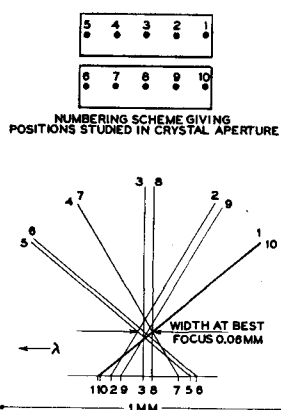 5 4 3 2 1
6 7 8 9 10
NUMBERING SCHEME GIVING
POSITIONS STUDIED IN CRYSTAL APERTURE
3 8
4 7
2
9
6
5
1
10
WIDTH AT BEST
FOCUS 0.06MM
λ
1 10 2 9 3 8 7 4 5 6
1MM